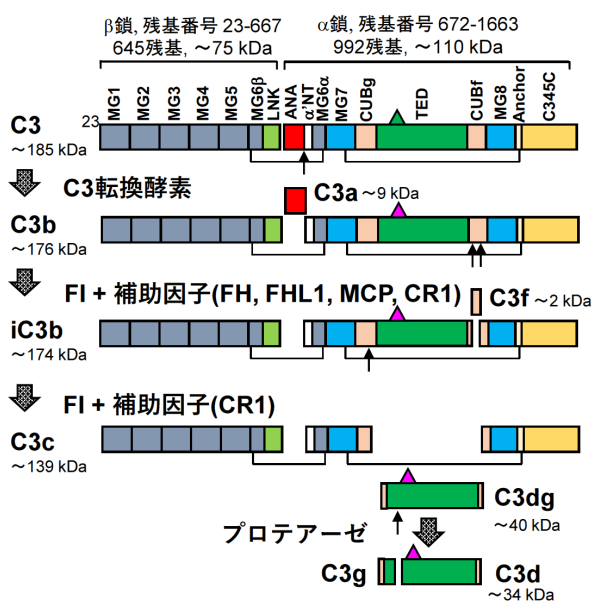 β鎖, 残基番号 23-667
645残基, ～75 kDa
α鎖, 残基番号 672-1663
992残基, ～110 kDa
MG1
MG2
MG3
MG4
MG5
MG6β
LNK
ANA
α'NT
MG6α
MG7
CUBg
TED
CUBf
MG8
Anchor
C345C
23
C3
～185 kDa
C3転換酵素
C3a ～9 kDa
C3b
～176 kDa
FI + 補助因子(FH, FHL1, MCP, CR1)
C3f ～2 kDa
iC3b
～174 kDa
FI + 補助因子(CR1)
C3c
～139 kDa
C3dg
～40 kDa
プロテアーゼ
C3g
C3d
～34 kDa